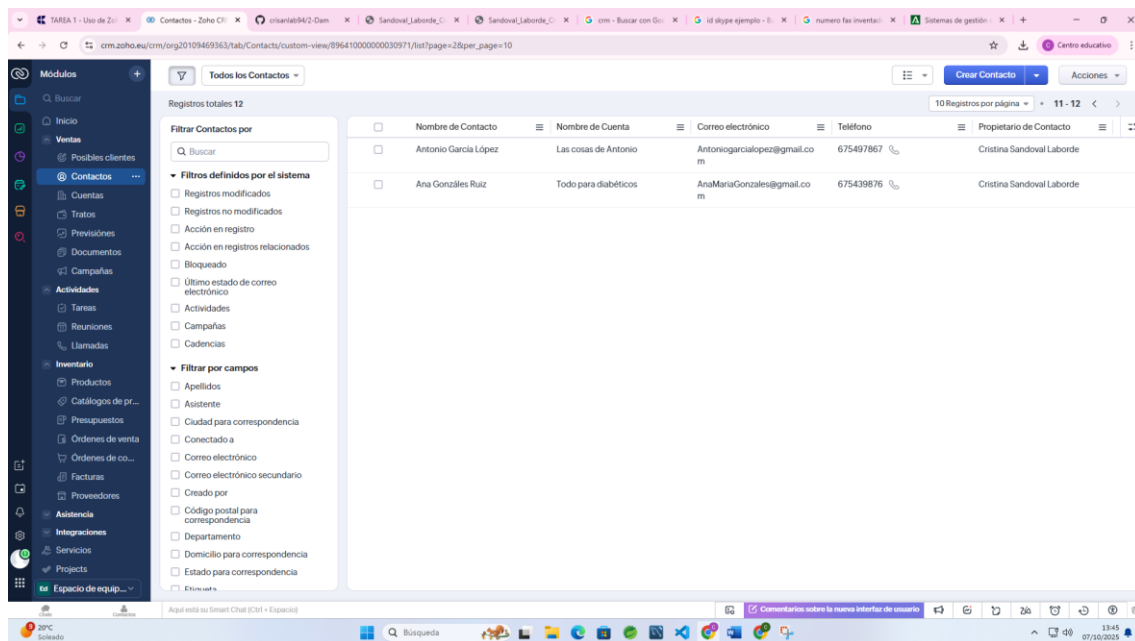 TAREA 1 - Uso de Zo
Contactos - Zoho CR
crisanlab94/2-Dam
Sandoval_Laborde_C
Sandoval_Laborde_C
crm - Buscar con Go
id skype ejemplo - B
numero fax inventad
Sistemas de gestión
crm.zoho.eu/crm/org20109469363/tab/Contacts/custom-view/896410000000030971/list?page=2&per_page=10
Centro educativo
Módulos
Todos los Contactos
Crear Contacto
Acciones
Buscar
Registros totales 12
10 Registros por página
11 - 12
Inicio
Ventas
Posibles clientes
Contactos
Cuentas
Tratos
Previsiónes
Documentos
Campañas
Actividades
Tareas
Reuniones
Llamadas
Inventario
Productos
Catálogos de pr...
Presupuestos
Órdenes de venta
Órdenes de co...
Facturas
Proveedores
Asistencia
Integraciones
Servicios
Projects
Ed Espacio de equip...
Filtrar Contactos por
Buscar
Filtros definidos por el sistema
Registros modificados
Registros no modificados
Acción en registro
Acción en registros relacionados
Bloqueado
Último estado de correo
electrónico
Actividades
Campañas
Cadencias
Filtrar por campos
Apellidos
Asistente
Ciudad para correspondencia
Conectado a
Correo electrónico
Correo electrónico secundario
Creado por
Código postal para
correspondencia
Departamento
Domicilio para correspondencia
Estado para correspondencia
Etiqueta
Nombre de Contacto Nombre de Cuenta Correo electrónico Teléfono Propietario de Contacto
Antonio García López Las cosas de Antonio Antoniogarcialopez@gmail.co 675497867 Cristina Sandoval Laborde
m
Ana Gonzáles Ruiz Todo para diabéticos AnaMariaGonzales@gmail.co 675439876 Cristina Sandoval Laborde
m
Chats
Contactos
Aquí está su Smart Chat (Ctrl + Espacio)
Comentarios sobre la nueva interfaz de usuario
20°C
Soleado
Búsqueda
13:45
07/10/2025